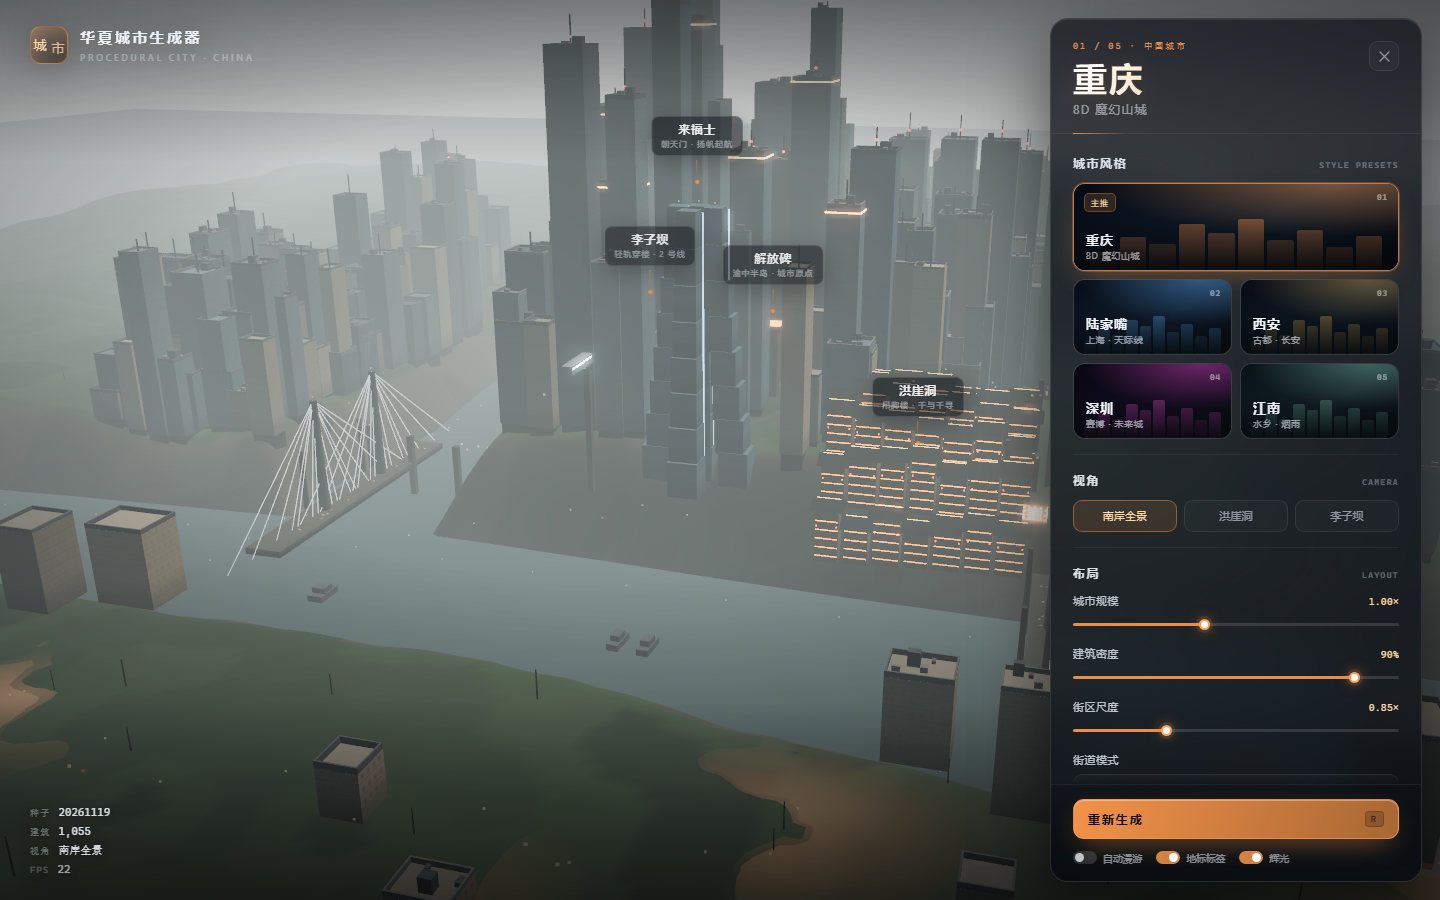 城市
华夏城市生成器
PROCEDURAL CITY · CHINA
来福士
朝天门 · 扬帆起航
李子坝
轻轨穿楼 · 2 号线
解放碑
渝中半岛 · 城市原点
洪崖洞
吊脚楼 · 千与千寻
种子 20261119
建筑 1,055
视角 南岸全景
FPS 22
01 / 05 · 中国城市
重庆
8D 魔幻山城
城市风格 STYLE PRESETS
主推 01
重庆
8D 魔幻山城
02
陆家嘴
上海 · 天际线
03
西安
古都 · 长安
04
深圳
赛博 · 未来城
05
江南
水乡 · 烟雨
视角 CAMERA
南岸全景 洪崖洞 李子坝
布局 LAYOUT
城市规模 1.00×
建筑密度 90%
街区尺度 0.85×
街道模式
重新生成 R
自动漫游 地标标签 辉光